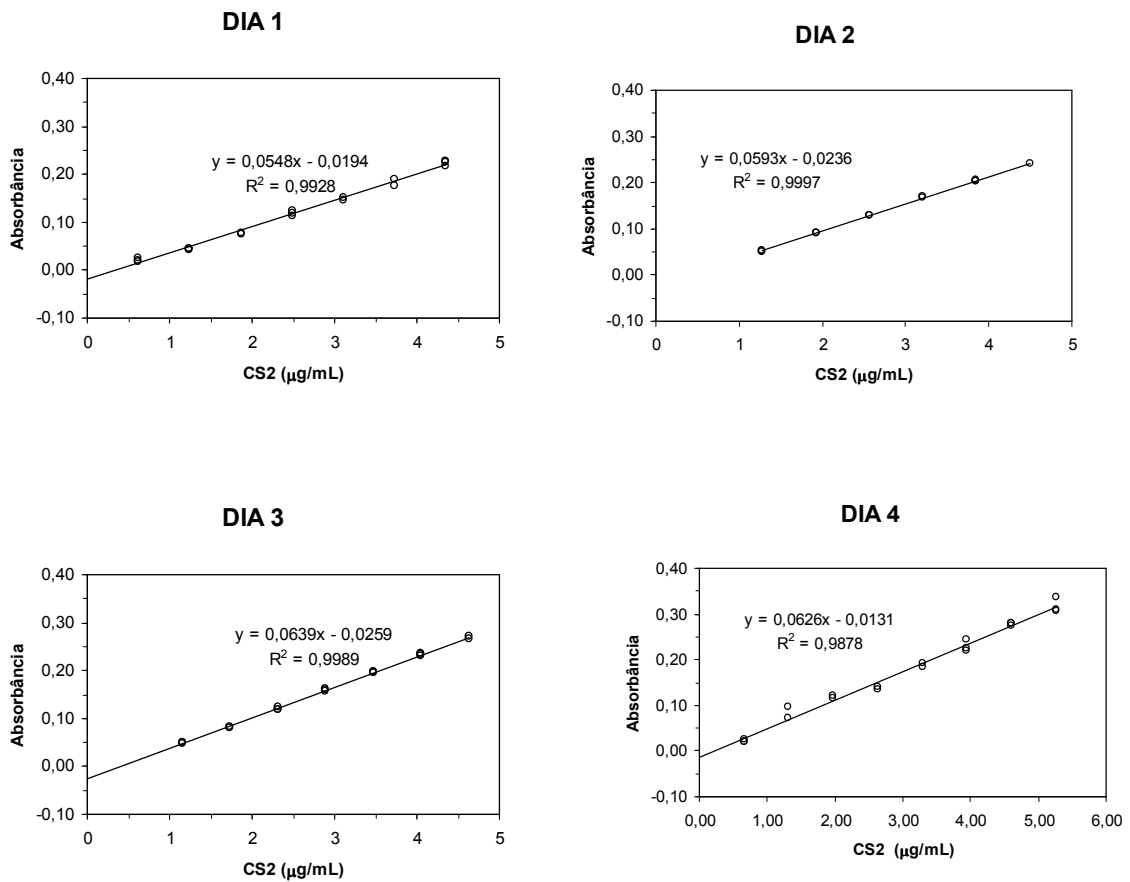 DIA 1
0,40
0,30
0,20
0,10
0,00
-0,10
Absorbância
y = 0,0548x - 0,0194
R² = 0,9928
0 1 2 3 4 5
CS2 (μg/mL)
DIA 2
0,40
0,30
0,20
0,10
0,00
-0,10
Absorbância
y = 0,0593x - 0,0236
R² = 0,9997
0 1 2 3 4 5
CS2 (μg/mL)
DIA 3
0,40
0,30
0,20
0,10
0,00
-0,10
Absorbância
y = 0,0639x - 0,0259
R² = 0,9989
0 1 2 3 4 5
CS2 (μg/mL)
DIA 4
0,40
0,30
0,20
0,10
0,00
-0,10
Absorbância
y = 0,0626x - 0,0131
R² = 0,9878
0,00 1,00 2,00 3,00 4,00 5,00 6,00
CS2 (μg/mL)